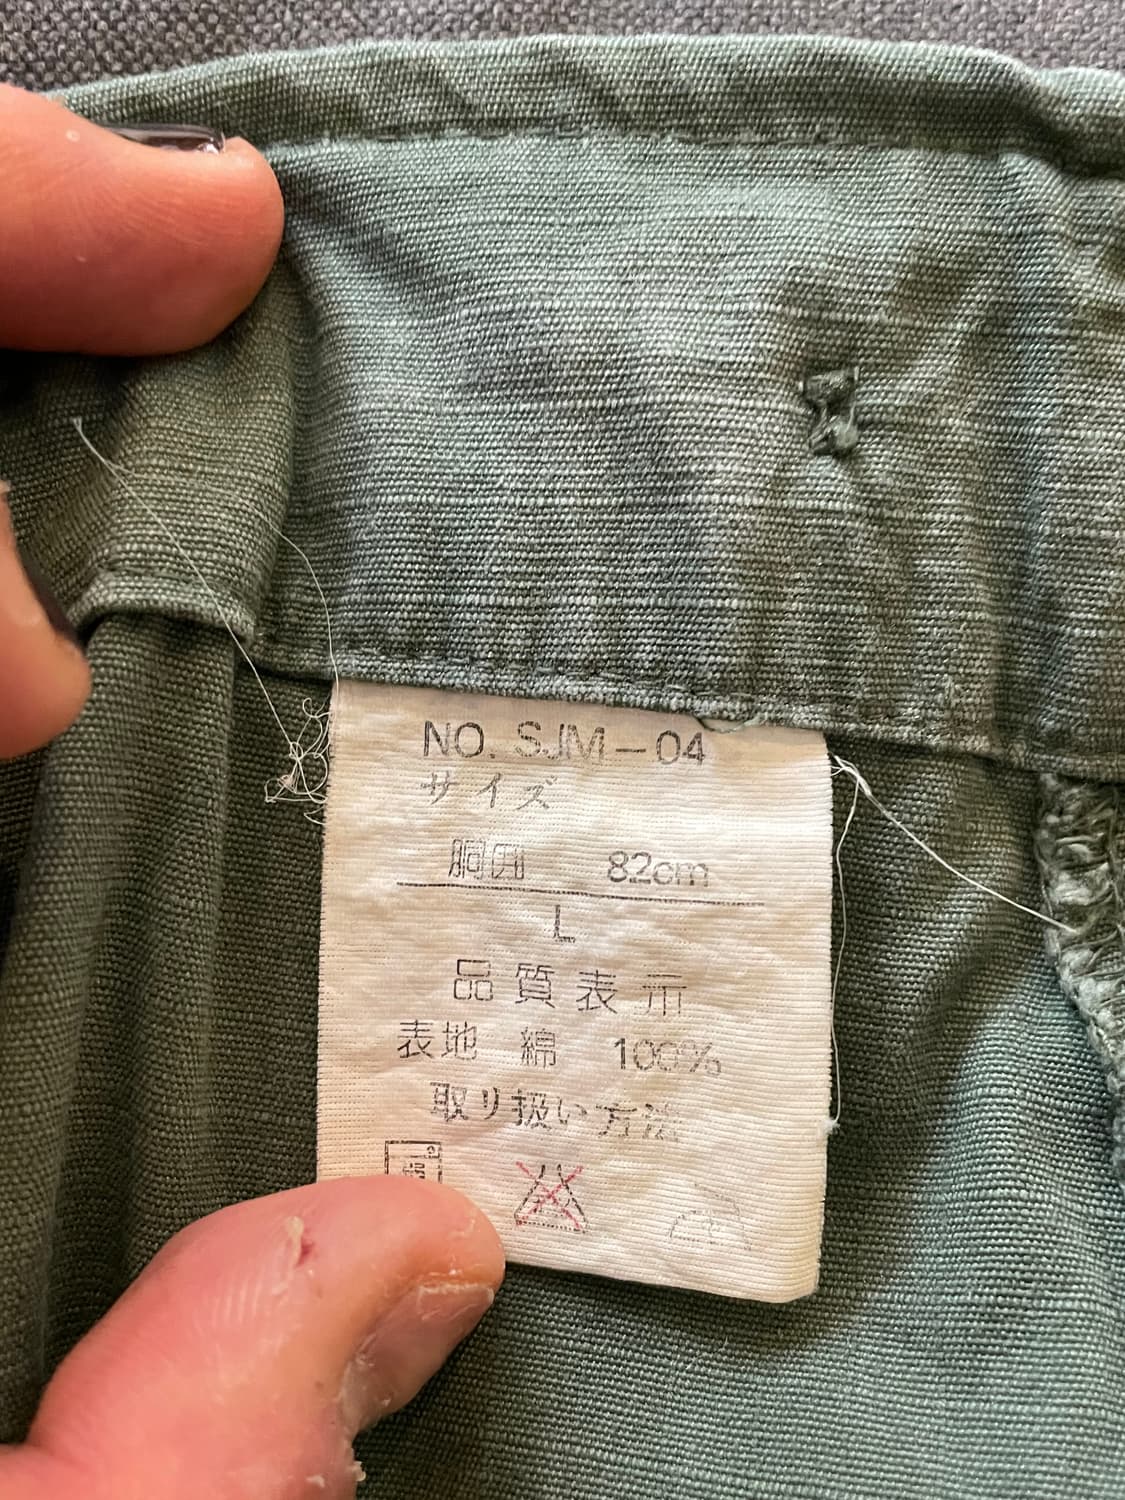 NO. SJM-04
サイズ
胴囲 82cm
L
品質表示
表地 綿 100%
取り扱い方法